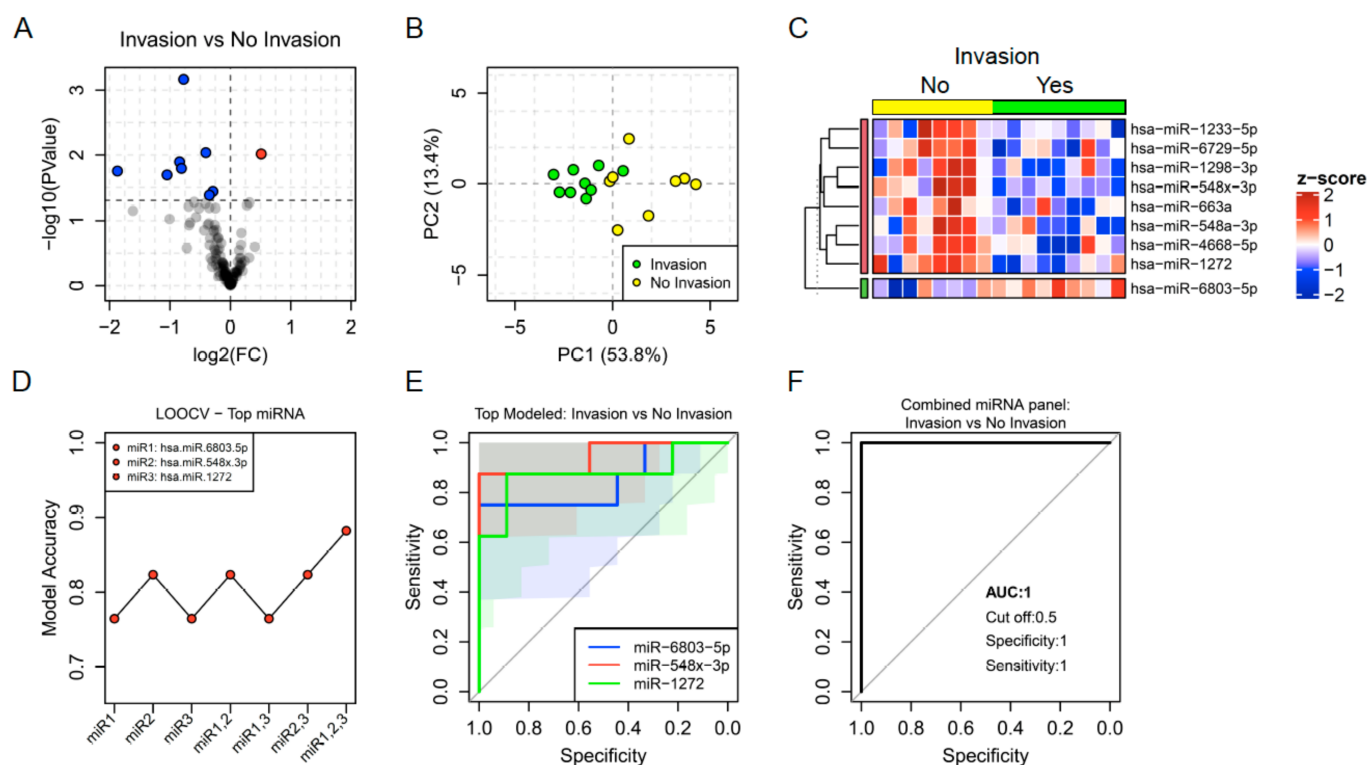 A
Invasion vs No Invasion
−log10(PValue)
3
2
1
0
−2
−1
0
1
2
log2(FC)
B
PC2 (13.4%)
5
0
−5
Invasion
No Invasion
−5
0
5
PC1 (53.8%)
C
Invasion
No
Yes
hsa−miR−1233−5p
hsa−miR−6729−5p
hsa−miR−1298−3p
hsa−miR−548x−3p
hsa−miR−663a
hsa−miR−548a−3p
hsa−miR−4668−5p
hsa−miR−1272
hsa−miR−6803−5p
z−score
2
1
0
−1
−2
D
LOOCV − Top miRNA
miR1: hsa.miR.6803.5p
miR2: hsa.miR.548x.3p
miR3: hsa.miR.1272
Model Accuracy
1.0
0.9
0.8
0.7
miR1
miR2
miR3
miR1,2
miR1,3
miR2,3
miR1,2,3
E
Top Modeled: Invasion vs No Invasion
Sensitivity
1.0
0.8
0.6
0.4
0.2
0.0
miR−6803−5p
miR−548x−3p
miR−1272
1.0
0.8
0.6
0.4
0.2
0.0
Specificity
F
Combined miRNA panel:
Invasion vs No Invasion
Sensitivity
1.0
0.8
0.6
0.4
0.2
0.0
AUC:1
Cut off:0.5
Specificity:1
Sensitivity:1
1.0
0.8
0.6
0.4
0.2
0.0
Specificity